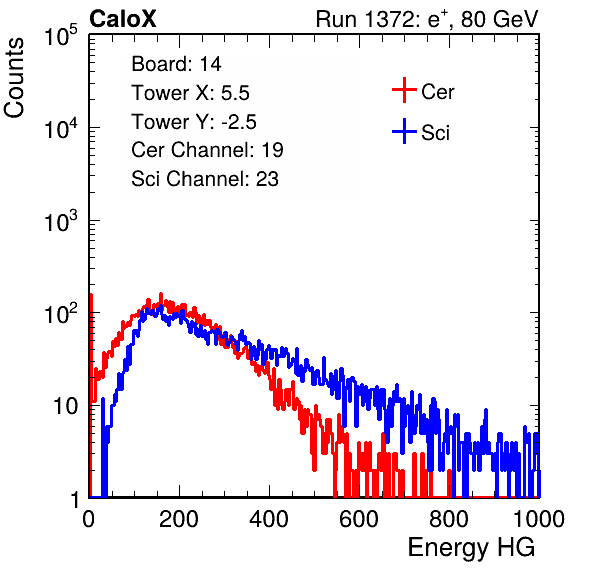 CaloX Run 1372: e⁺, 80 GeV
Counts
Board: 14
Tower X: 5.5
Tower Y: -2.5
Cer Channel: 19
Sci Channel: 23
Cer
Sci
10⁵
10⁴
10³
10²
10
1
0 200 400 600 800 1000
Energy HG